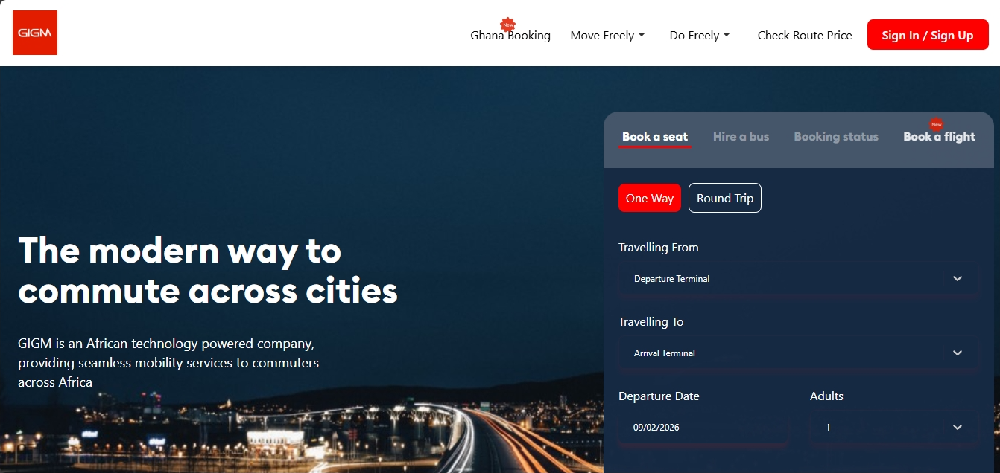 GIGM
New
Ghana Booking
Move Freely
Do Freely
Check Route Price
Sign In / Sign Up
New
Book a seat
Hire a bus
Booking status
Book a flight
One Way
Round Trip
The modern way to
commute across cities
GIGM is an African technology powered company,
providing seamless mobility services to commuters
across Africa
Travelling From
Departure Terminal
Travelling To
Arrival Terminal
Departure Date
Adults
09/02/2026
1